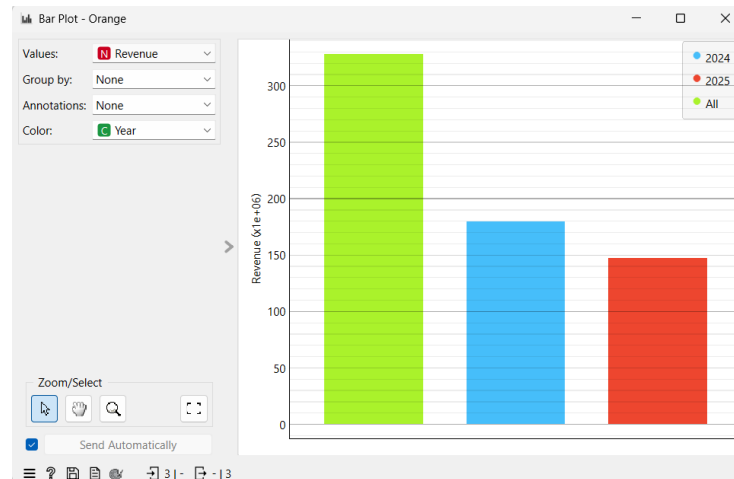 Bar Plot - Orange
Values: N Revenue
Group by: None
Annotations: None
Color: C Year
Zoom/Select
Send Automatically
? 3 | - - | 3
Revenue (x1e+06)
300
250
200
150
100
50
0
2024
2025
All